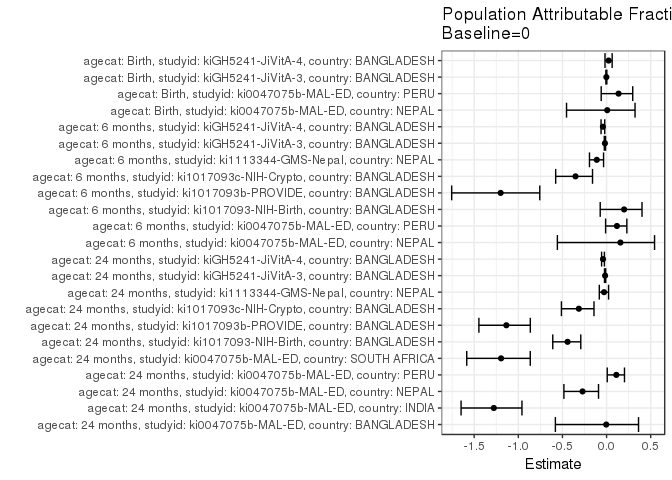 Population Attributable Fracti
Baseline=0
agecat: Birth, studyid: kiGH5241-JiVitA-4, country: BANGLADESH
agecat: Birth, studyid: kiGH5241-JiVitA-3, country: BANGLADESH
agecat: Birth, studyid: ki0047075b-MAL-ED, country: PERU
agecat: Birth, studyid: ki0047075b-MAL-ED, country: NEPAL
agecat: 6 months, studyid: kiGH5241-JiVitA-4, country: BANGLADESH
agecat: 6 months, studyid: kiGH5241-JiVitA-3, country: BANGLADESH
agecat: 6 months, studyid: ki1113344-GMS-Nepal, country: NEPAL
agecat: 6 months, studyid: ki1017093c-NIH-Crypto, country: BANGLADESH
agecat: 6 months, studyid: ki1017093b-PROVIDE, country: BANGLADESH
agecat: 6 months, studyid: ki1017093-NIH-Birth, country: BANGLADESH
agecat: 6 months, studyid: ki0047075b-MAL-ED, country: PERU
agecat: 6 months, studyid: ki0047075b-MAL-ED, country: NEPAL
agecat: 24 months, studyid: kiGH5241-JiVitA-4, country: BANGLADESH
agecat: 24 months, studyid: kiGH5241-JiVitA-3, country: BANGLADESH
agecat: 24 months, studyid: ki1113344-GMS-Nepal, country: NEPAL
agecat: 24 months, studyid: ki1017093c-NIH-Crypto, country: BANGLADESH
agecat: 24 months, studyid: ki1017093b-PROVIDE, country: BANGLADESH
agecat: 24 months, studyid: ki1017093-NIH-Birth, country: BANGLADESH
agecat: 24 months, studyid: ki0047075b-MAL-ED, country: SOUTH AFRICA
agecat: 24 months, studyid: ki0047075b-MAL-ED, country: PERU
agecat: 24 months, studyid: ki0047075b-MAL-ED, country: NEPAL
agecat: 24 months, studyid: ki0047075b-MAL-ED, country: INDIA
agecat: 24 months, studyid: ki0047075b-MAL-ED, country: BANGLADESH
-1.5 -1.0 -0.5 0.0 0.5
Estimate